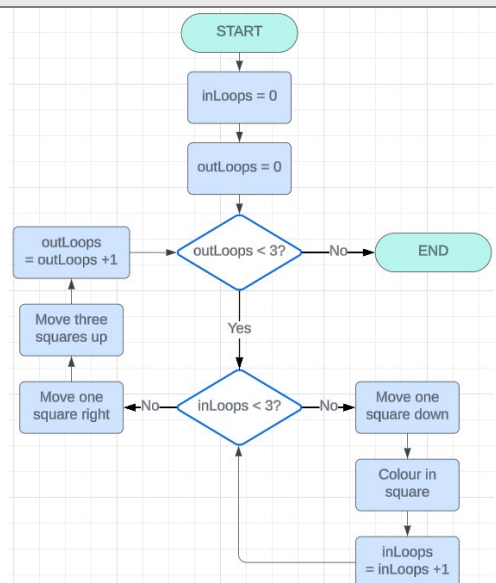 START
inLoops = 0
outLoops = 0
outLoops < 3?
No
END
outLoops
= outLoops +1
Move three
squares up
Yes
Move one
square right
No
inLoops < 3?
No
Move one
square down
Colour in
square
inLoops
= inLoops +1